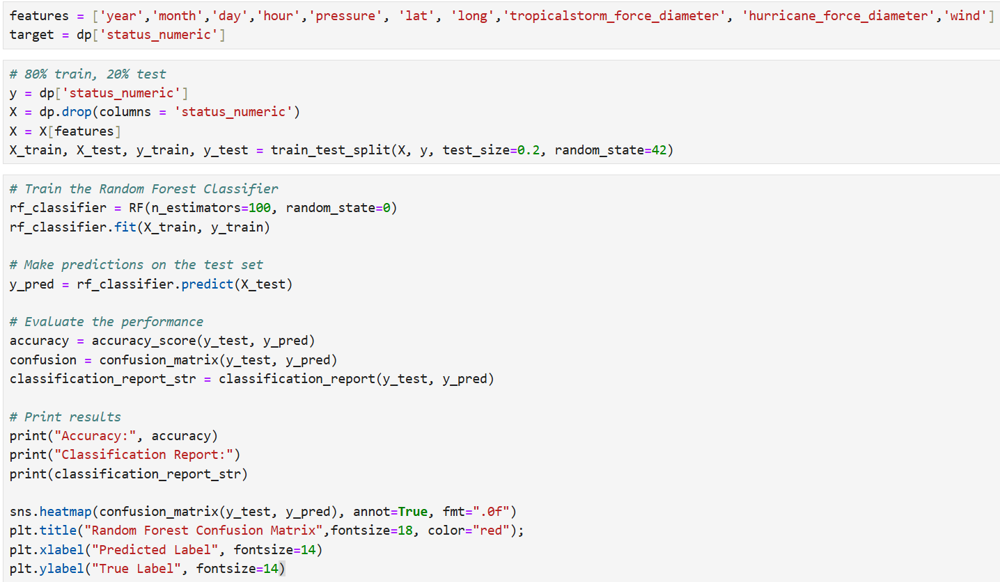 features = ['year','month','day','hour','pressure', 'lat', 'long','tropicalstorm_force_diameter', 'hurricane_force_diameter','wind']
target = dp['status_numeric']
# 80% train, 20% test
y = dp['status_numeric']
X = dp.drop(columns = 'status_numeric')
X = X[features]
X_train, X_test, y_train, y_test = train_test_split(X, y, test_size=0.2, random_state=42)
# Train the Random Forest Classifier
rf_classifier = RF(n_estimators=100, random_state=0)
rf_classifier.fit(X_train, y_train)
# Make predictions on the test set
y_pred = rf_classifier.predict(X_test)
# Evaluate the performance
accuracy = accuracy_score(y_test, y_pred)
confusion = confusion_matrix(y_test, y_pred)
classification_report_str = classification_report(y_test, y_pred)
# Print results
print("Accuracy:", accuracy)
print("Classification Report:")
print(classification_report_str)
sns.heatmap(confusion_matrix(y_test, y_pred), annot=True, fmt=".0f")
plt.title("Random Forest Confusion Matrix",fontsize=18, color="red");
plt.xlabel("Predicted Label", fontsize=14)
plt.ylabel("True Label", fontsize=14)